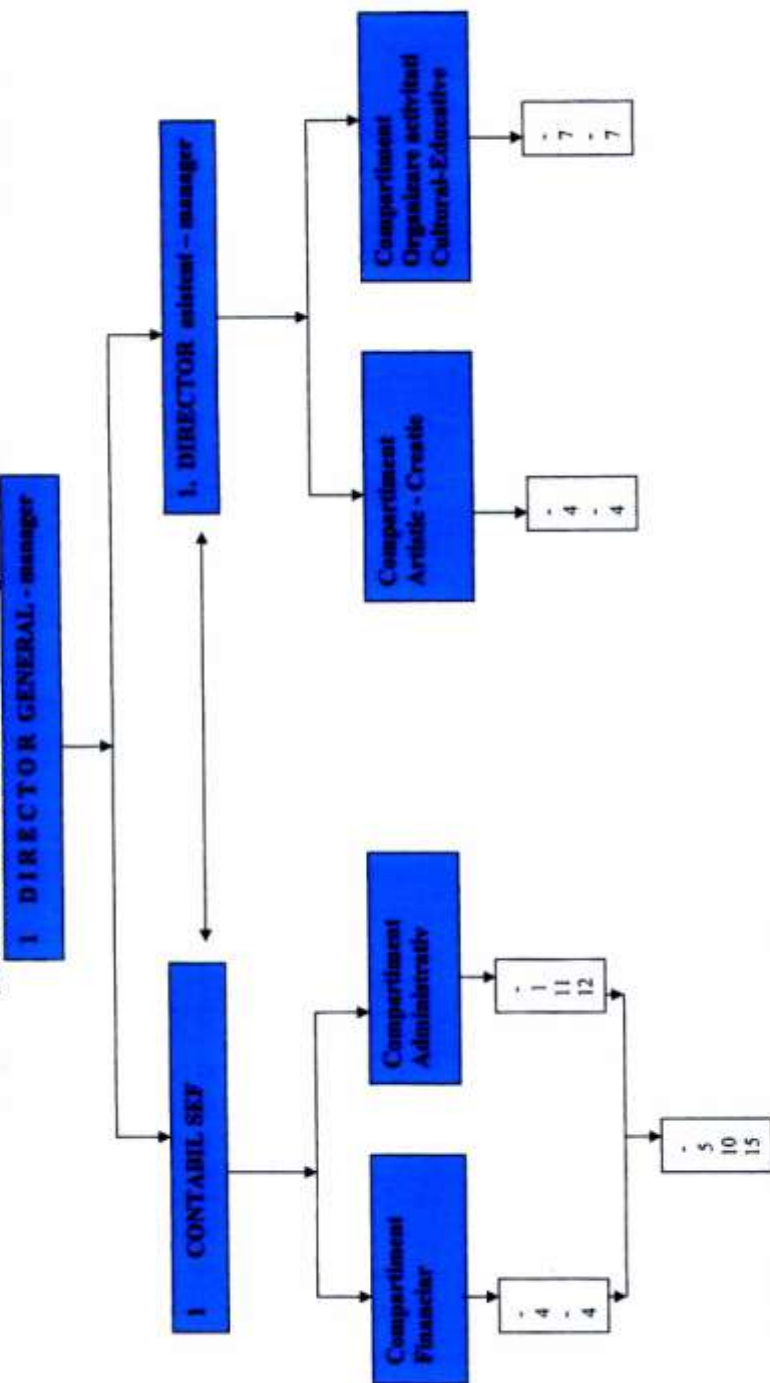 1 DIRECTOR GENERAL - manager
1 CONTABIL SEF
1. DIRECTOR asistent – manager
Compartiment
Financiar
Compartiment
Administrativ
Compartiment
Artistic - Creatie
Compartiment
Organizare activitati
Cultural-Educative
-
4
-
4
-
1
11
12
-
4
-
4
-
7
-
7
-
5
10
15